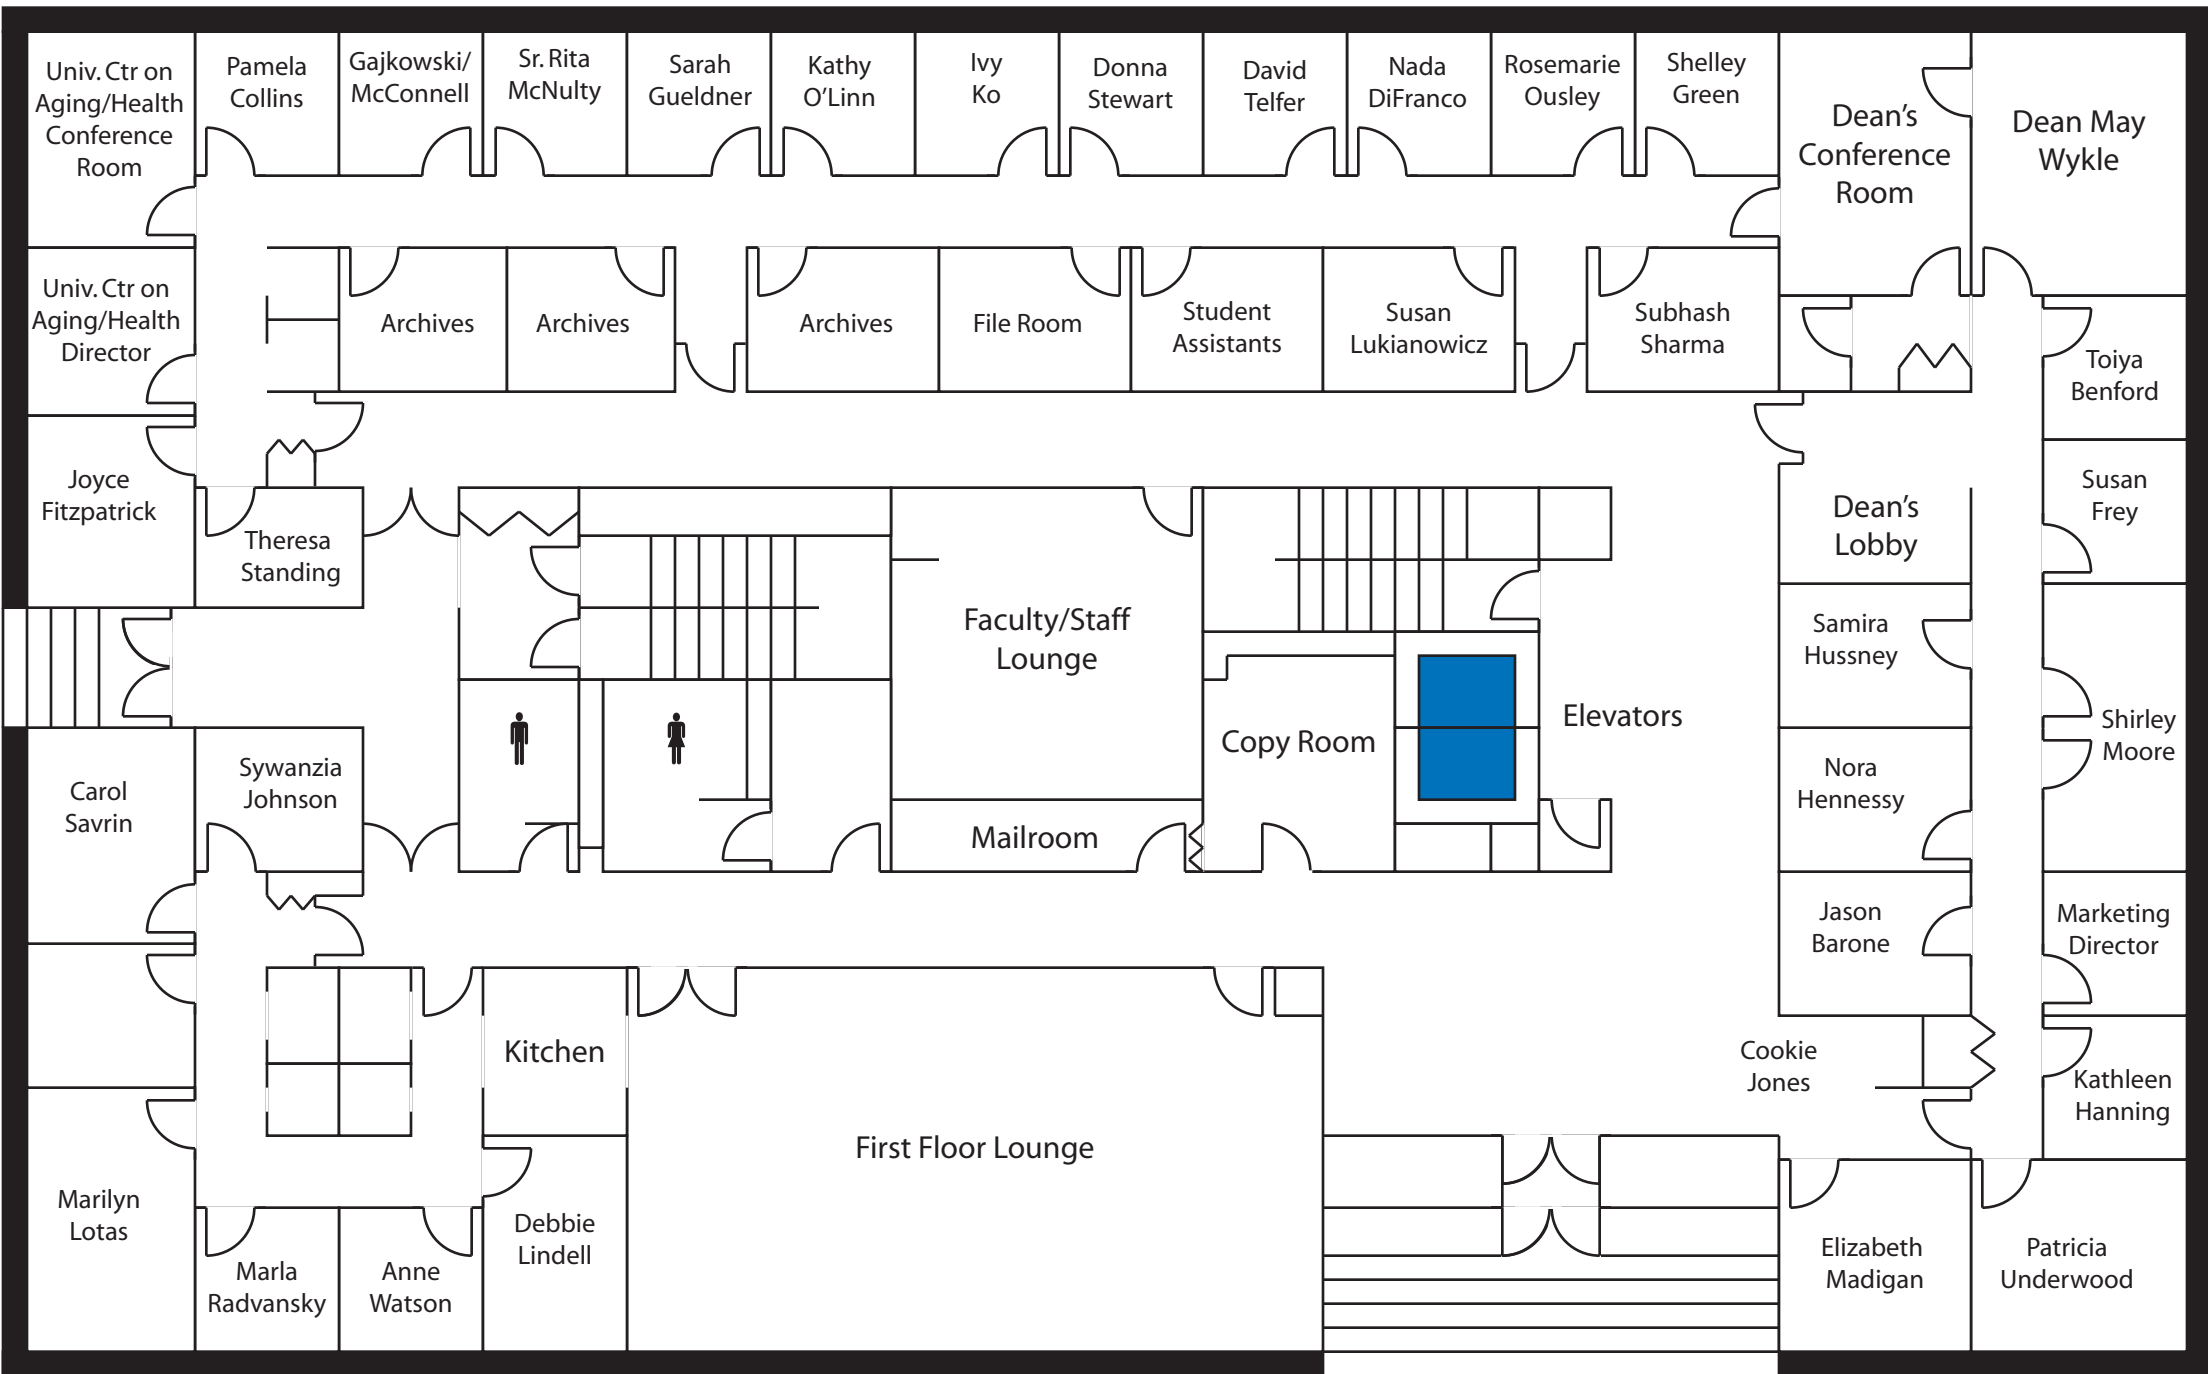 Univ. Ctr on
Aging/Health
Conference
Room
Pamela
Collins
Gajkowski/
McConnell
Sr. Rita
McNulty
Sarah
Gueldner
Kathy
O'Linn
Ivy
Ko
Donna
Stewart
David
Telfer
Nada
DiFranco
Rosemarie
Ousley
Shelley
Green
Dean's
Conference
Room
Dean May
Wykle
Univ. Ctr on
Aging/Health
Director
Archives
Archives
Archives
File Room
Student
Assistants
Susan
Lukianowicz
Subhash
Sharma
Toiya
Benford
Joyce
Fitzpatrick
Theresa
Standing
Faculty/Staff
Lounge
Dean's
Lobby
Susan
Frey
Samira
Hussney
Elevators
Copy Room
Shirley
Moore
Carol
Savrin
Sywanzia
Johnson
Mailroom
Nora
Hennessy
Jason
Barone
Marketing
Director
Kitchen
Cookie
Jones
Kathleen
Hanning
First Floor Lounge
Marilyn
Lotas
Marla
Radvansky
Anne
Watson
Debbie
Lindell
Elizabeth
Madigan
Patricia
Underwood